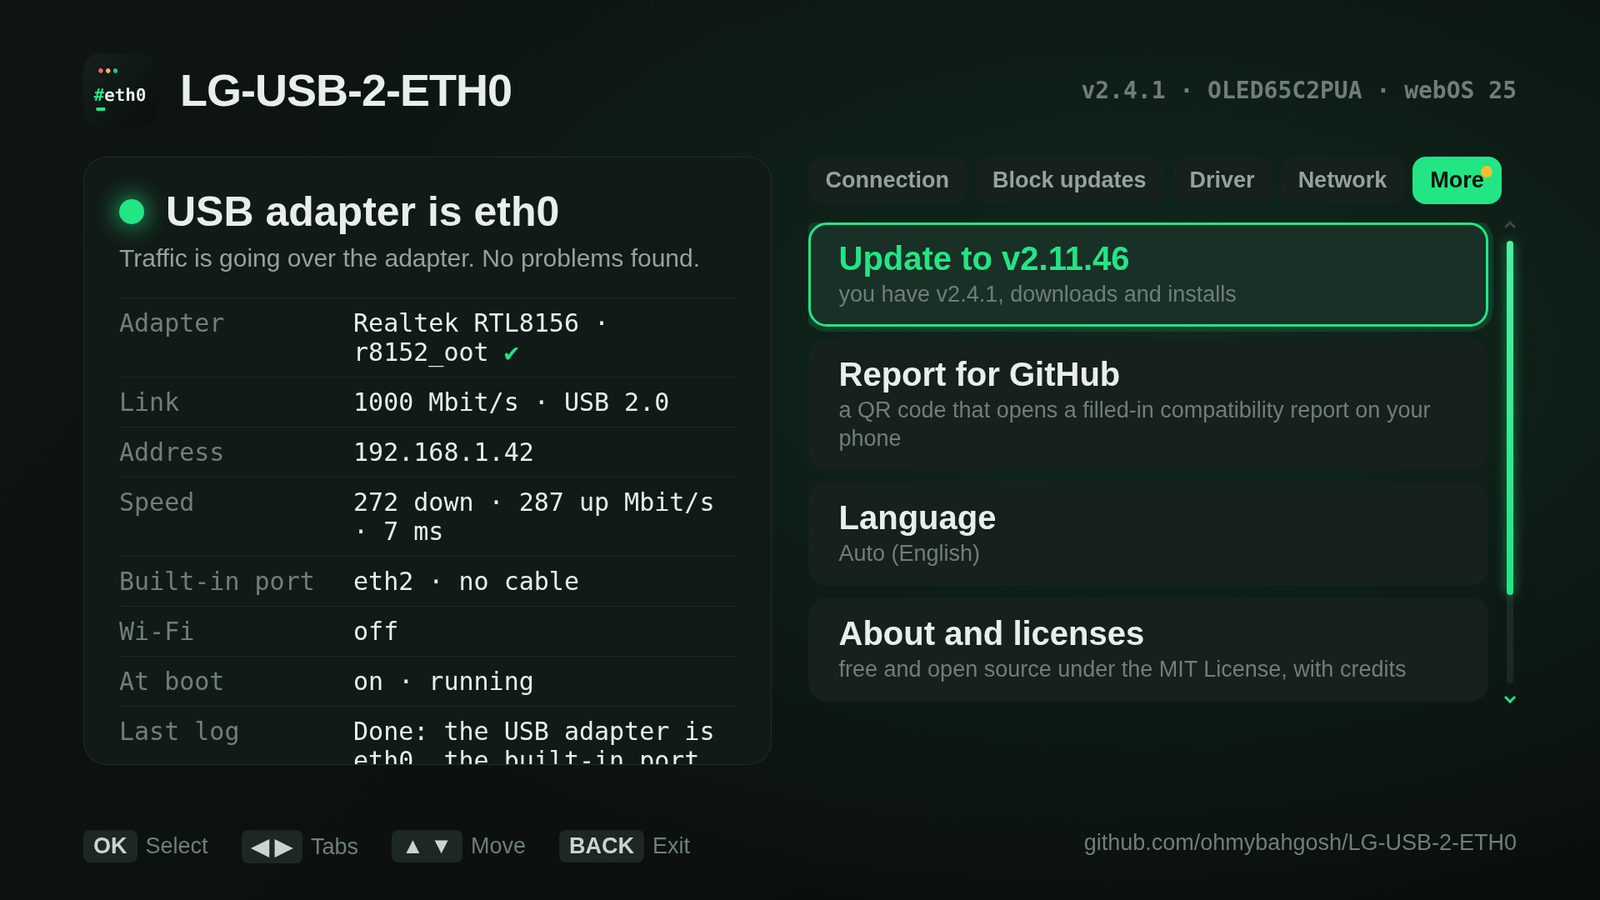 #eth0
LG-USB-2-ETH0
v2.4.1 · OLED65C2PUA · webOS 25
USB adapter is eth0
Traffic is going over the adapter. No problems found.
Adapter
Realtek RTL8156 ·
r8152_oot ✔
Link
1000 Mbit/s · USB 2.0
Address
192.168.1.42
Speed
272 down · 287 up Mbit/s
· 7 ms
Built-in port
eth2 · no cable
Wi-Fi
off
At boot
on · running
Last log
Done: the USB adapter is
eth0, the built-in port
Connection
Block updates
Driver
Network
More
Update to v2.11.46
you have v2.4.1, downloads and installs
Report for GitHub
a QR code that opens a filled-in compatibility report on your
phone
Language
Auto (English)
About and licenses
free and open source under the MIT License, with credits
OK Select ◀ ▶ Tabs ▲ ▼ Move BACK Exit
github.com/ohmybahgosh/LG-USB-2-ETH0